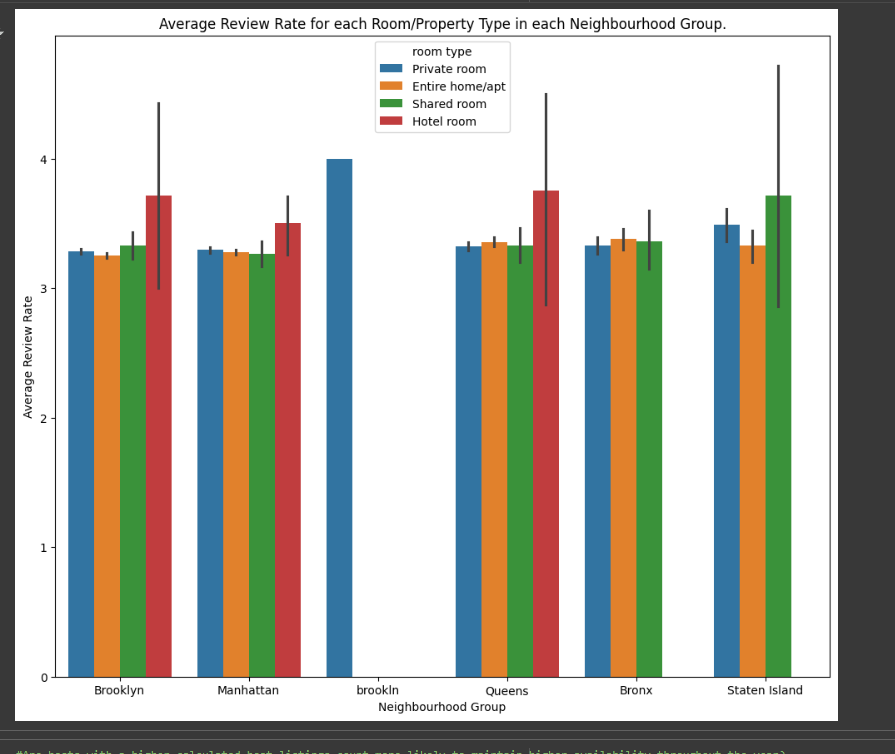 Average Review Rate for each Room/Property Type in each Neighbourhood Group.
room type
Private room
Entire home/apt
Shared room
Hotel room
4
3
2
1
0
Average Review Rate
Brooklyn Manhattan brookln Queens Bronx Staten Island
Neighbourhood Group